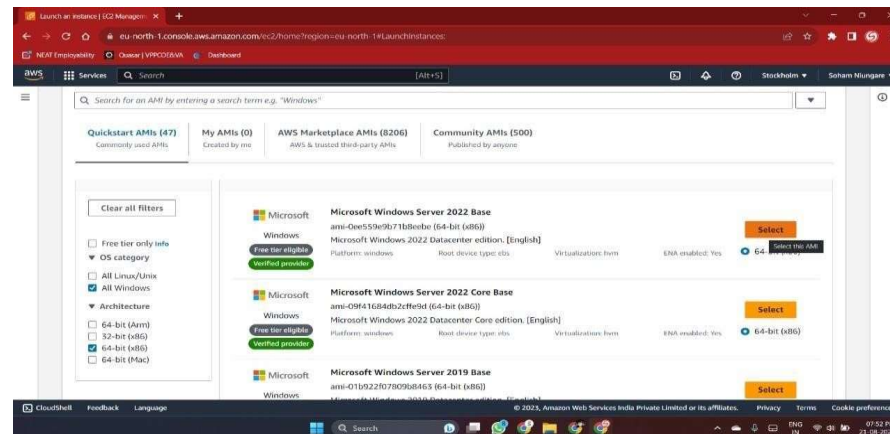 Launch an instance | EC2 Managem
eu-north-1.console.aws.amazon.com/ec2/home?region=eu-north-1#LaunchInstances:
NEAT Employability Quasar | VPPCOE&VA Dashboard
aws Services Search [Alt+S] Stockholm Soham Niungare
Search for an AMI by entering a search term e.g. "Windows"
Quickstart AMIs (47) My AMIs (0) AWS Marketplace AMIs (8206) Community AMIs (500)
Commonly used AMIs Created by me AWS & trusted third-party AMIs Published by anyone
Clear all filters
Free tier only Info
OS category
All Linux/Unix
All Windows
Architecture
64-bit (Arm)
32-bit (x86)
64-bit (x86)
64-bit (Mac)
Microsoft
Windows
Free tier eligible
Verified provider
Microsoft Windows Server 2022 Base
ami-0ee559e9b71b8eebe (64-bit (x86))
Microsoft Windows 2022 Datacenter edition. [English]
Platform: windows Root device type: ebs Virtualization: hvm ENA enabled: Yes
Select
Select this AMI
Microsoft
Windows
Free tier eligible
Verified provider
Microsoft Windows Server 2022 Core Base
ami-09f41684db2cffe9d (64-bit (x86))
Microsoft Windows 2022 Datacenter Core edition. [English]
Platform: windows Root device type: ebs Virtualization: hvm ENA enabled: Yes
Select
64-bit (x86)
Microsoft
Windows
Microsoft Windows Server 2019 Base
ami-01b922f07809b8463 (64-bit (x86))
Select
CloudShell Feedback Language © 2023, Amazon Web Services India Private Limited or its affiliates. Privacy Terms Cookie preference
Search ENG IN 07:52 P